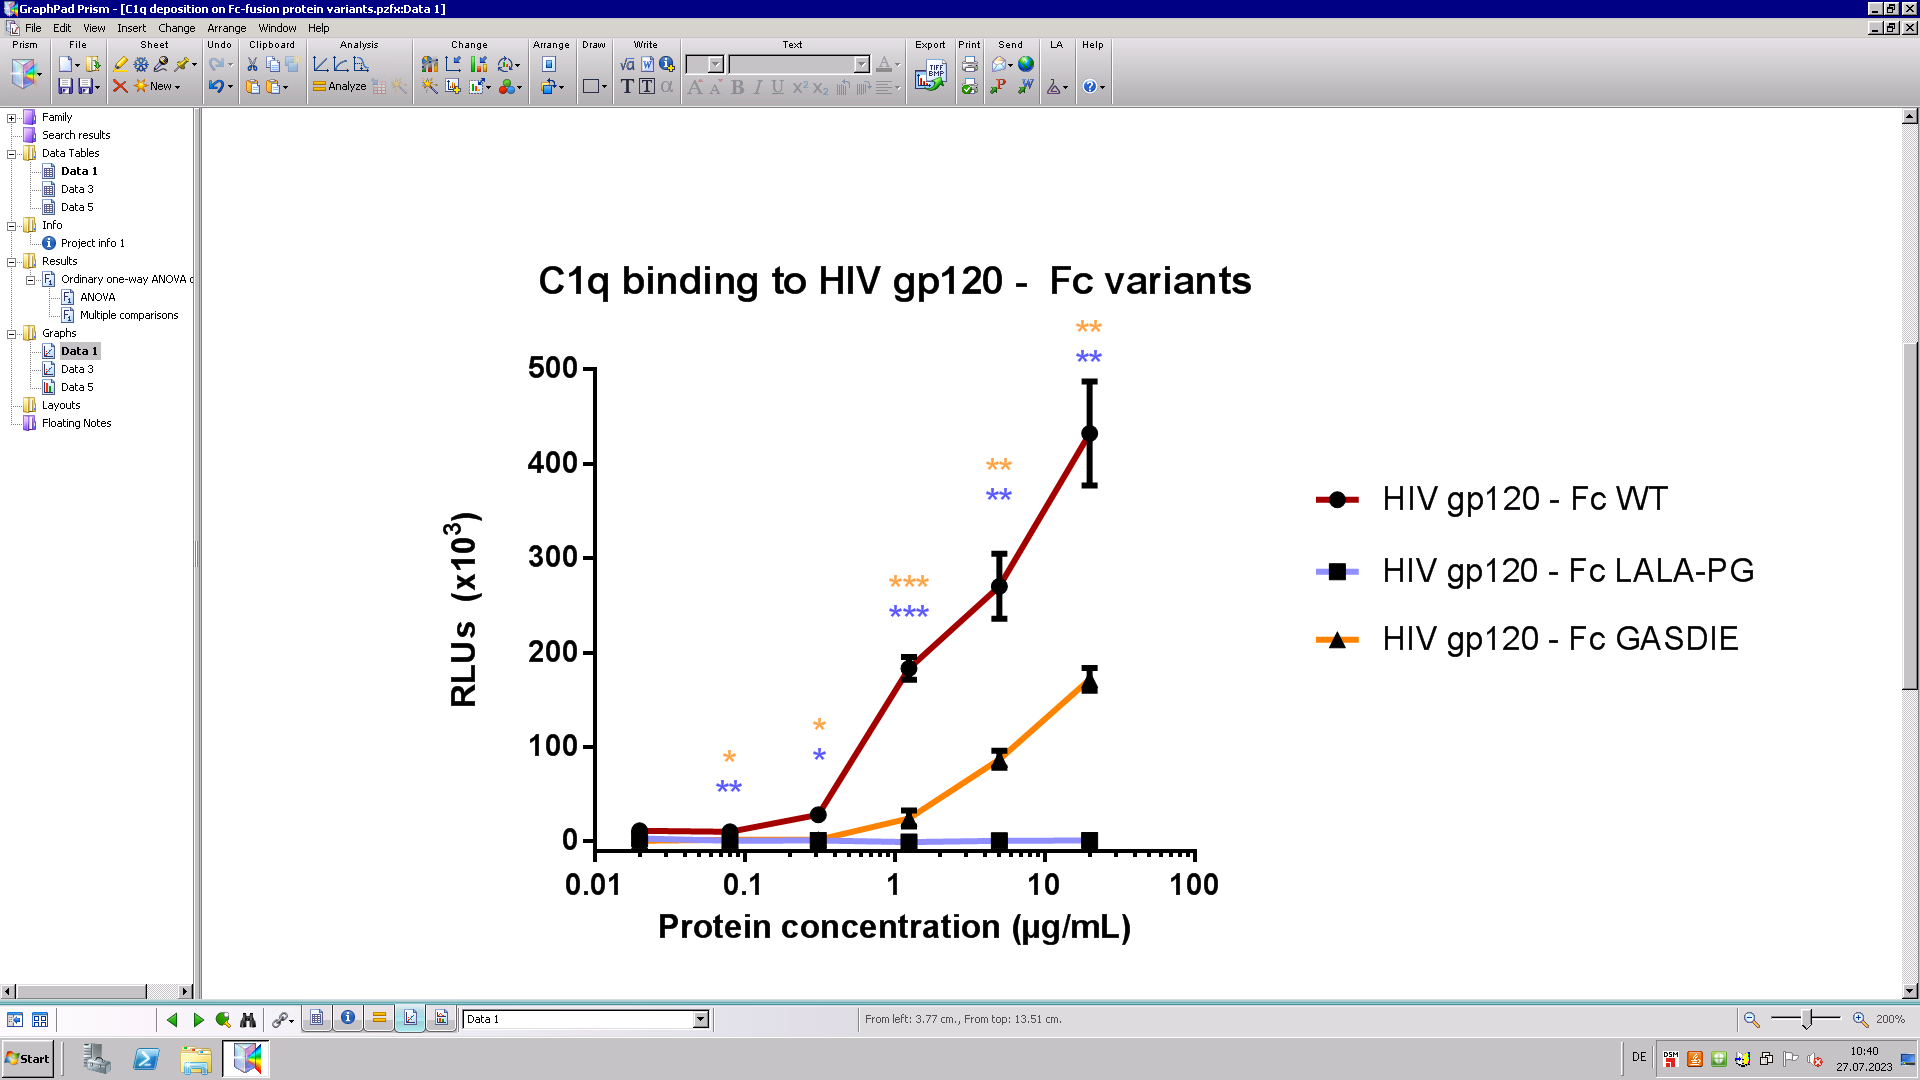 GraphPad Prism - [C1q deposition on Fc-fusion protein variants.pzfx:Data 1]
File Edit View Insert Change Arrange Window Help
Prism File Sheet Undo Clipboard Analysis Change Arrange Draw Write Text Export Print Send LA Help
New
Analyze
Family
Search results
Data Tables
Data 1
Data 3
Data 5
Info
Project info 1
Results
Ordinary one-way ANOVA
ANOVA
Multiple comparisons
Graphs
Data 1
Data 3
Data 5
Layouts
Floating Notes
C1q binding to HIV gp120 - Fc variants
**
**
500
400
300
200
100
0
**
**
***
***
*
*
*
**
RLUs (x10³)
0.01 0.1 1 10 100
Protein concentration (µg/mL)
HIV gp120 - Fc WT
HIV gp120 - Fc LALA-PG
HIV gp120 - Fc GASDIE
Data 1
From left: 3.77 cm., From top: 13.51 cm.
200%
Start
DE
DSM
10:40
27.07.2023